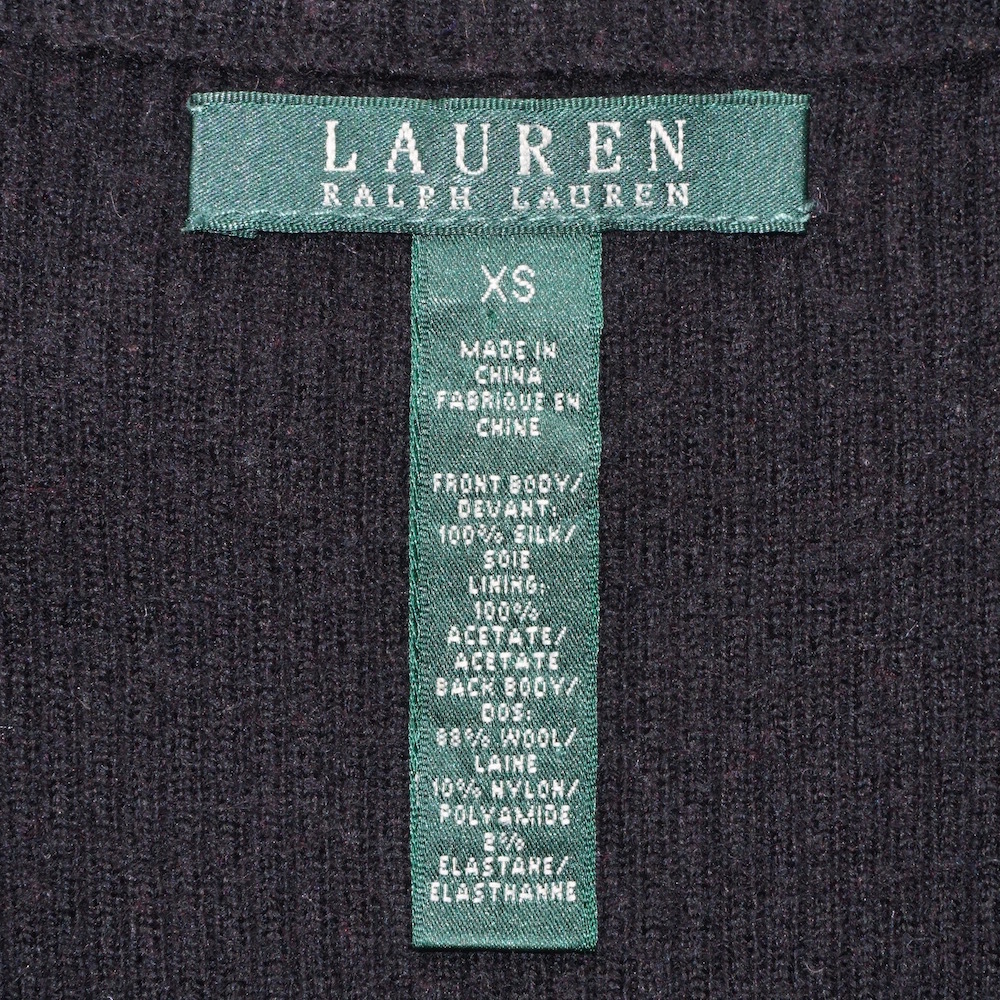 LAUREN
RALPH LAUREN
XS
MADE IN
CHINA
FABRIQUE EN
CHINE
FRONT BODY/
DEVANT:
100% SILK/
SOIE
LINING:
100%
ACETATE/
ACETATE
BACK BODY/
DOS:
88% WOOL/
LAINE
10% NYLON/
POLYAMIDE
2%
ELASTANE/
ELASTHANNE